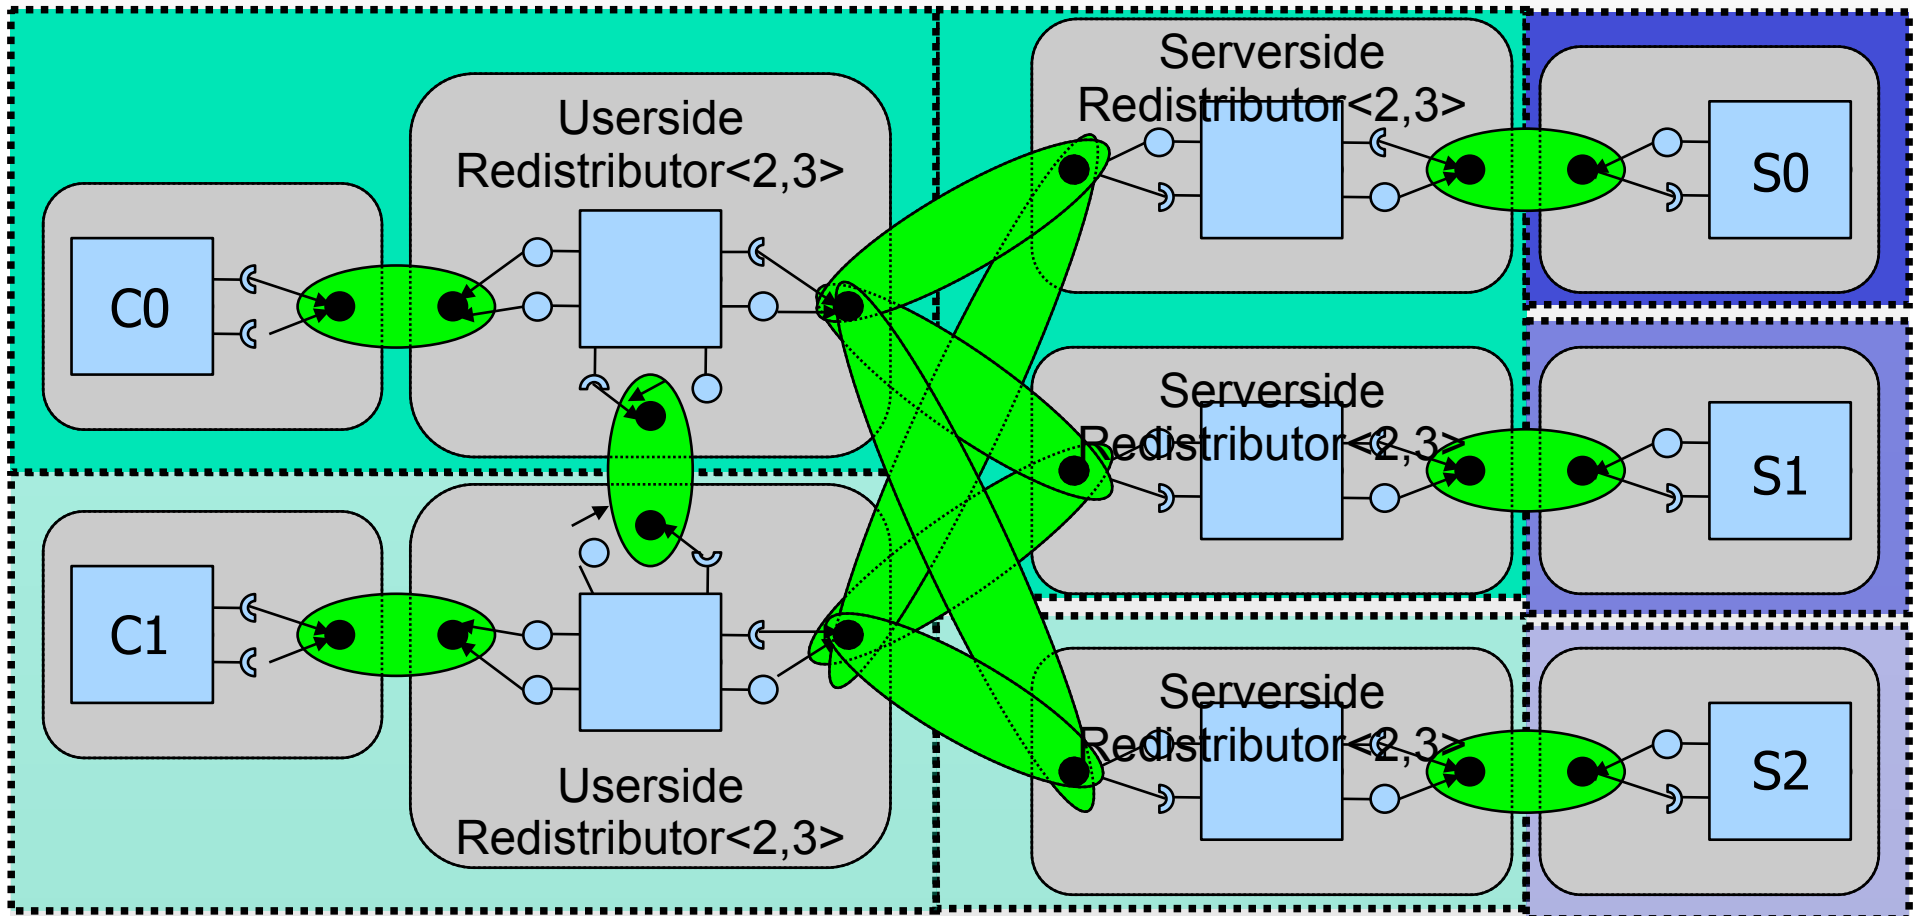 Serverside
Redistributor<2,3>
Userside
Redistributor<2,3>
S0
C0
Serverside
Redistributor<2,3>
S1
C1
Serverside
Redistributor<2,3>
S2
Userside
Redistributor<2,3>